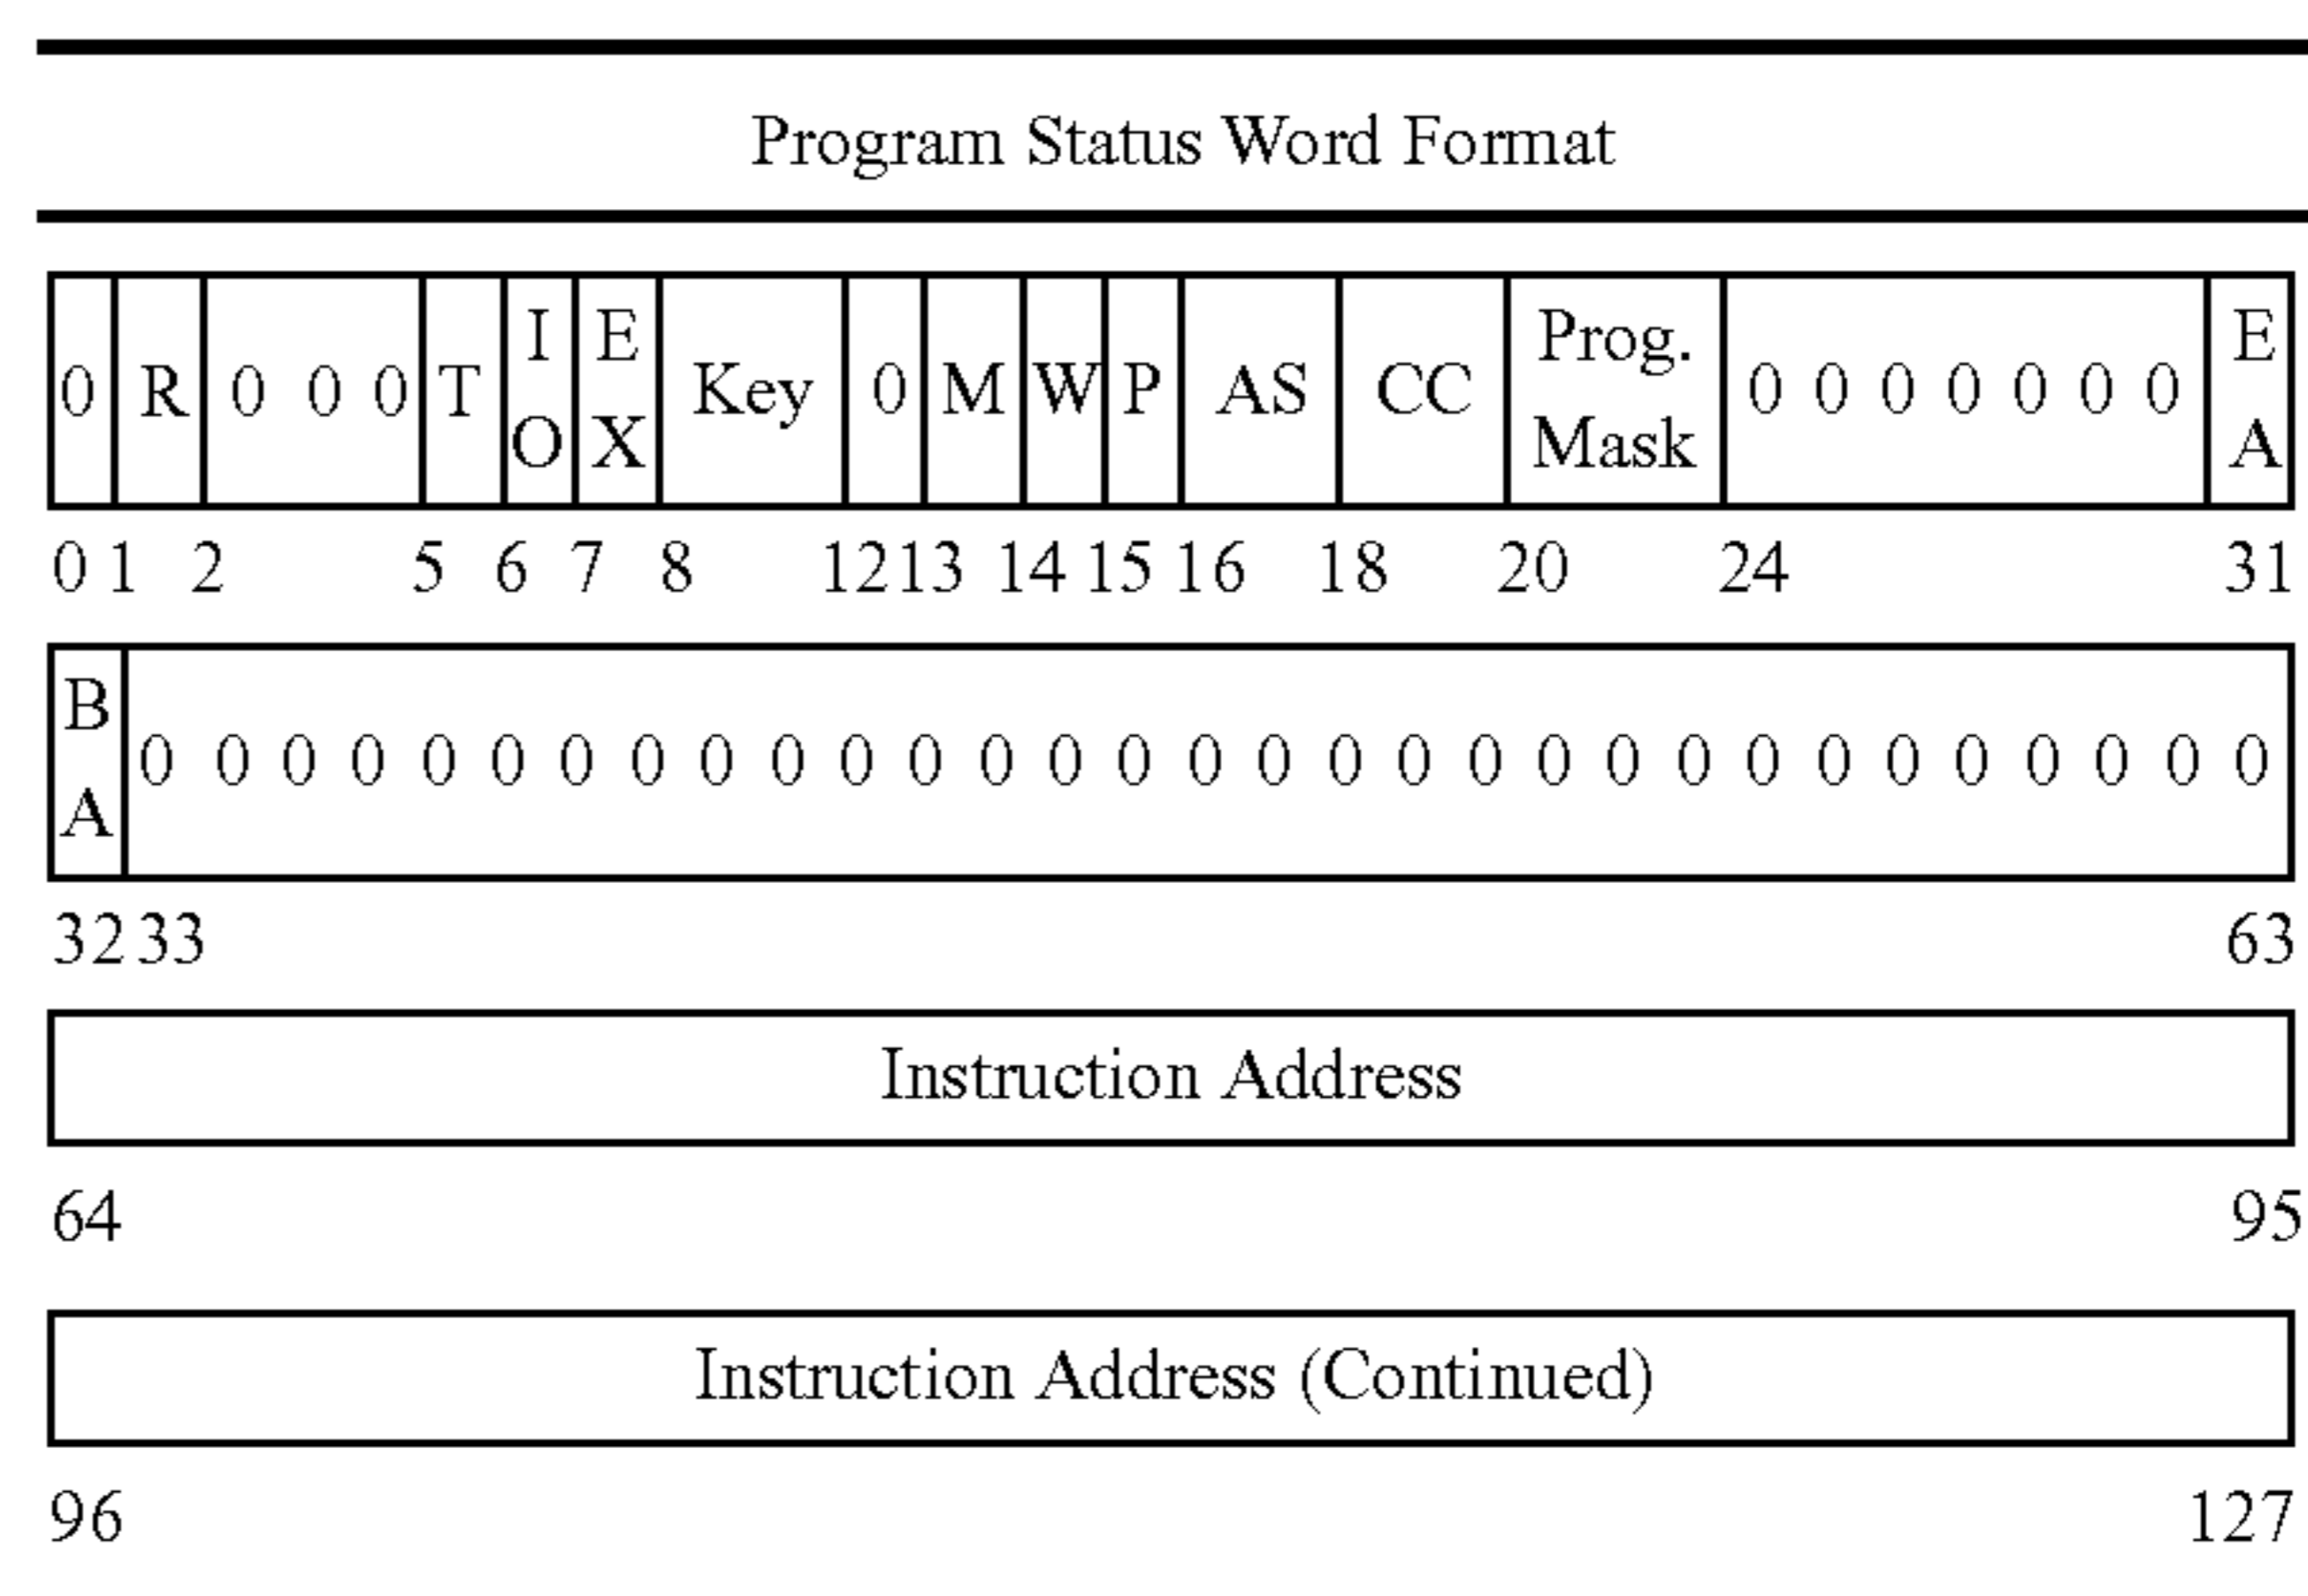 Program Status Word Format
0 R 0 0 0 T IO EX Key 0 M W P AS CC Prog. Mask 0 0 0 0 0 0 0 EA
0 1 2 5 6 7 8 12 13 14 15 16 18 20 24 31
BA 0 0 0 0 0 0 0 0 0 0 0 0 0 0 0 0 0 0 0 0 0 0 0 0 0 0 0 0 0 0 0
32 33 63
Instruction Address
64 95
Instruction Address (Continued)
96 127